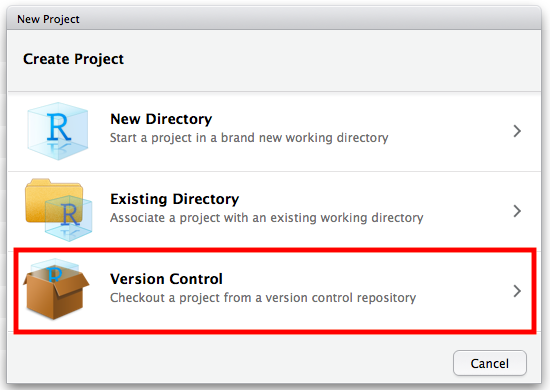 New Project
Create Project
R
New Directory
Start a project in a brand new working directory
R
Existing Directory
Associate a project with an existing working directory
Version Control
Checkout a project from a version control repository
Cancel